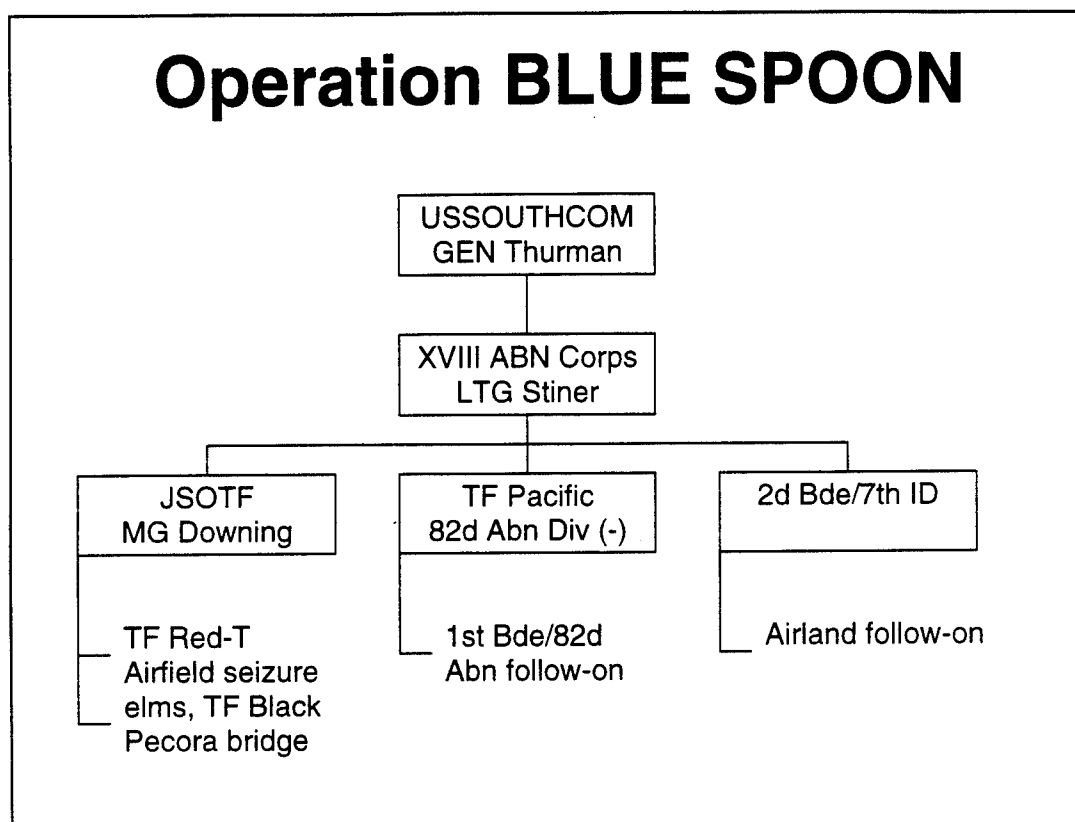 Operation BLUE SPOON
USSOUTHCOM
GEN Thurman
XVIII ABN Corps
LTG Stiner
JSOTF
MG Downing
TF Pacific
82d Abn Div (-)
2d Bde/7th ID
TF Red-T
Airfield seizure
elms, TF Black
Pecora bridge
1st Bde/82d
Abn follow-on
Airland follow-on